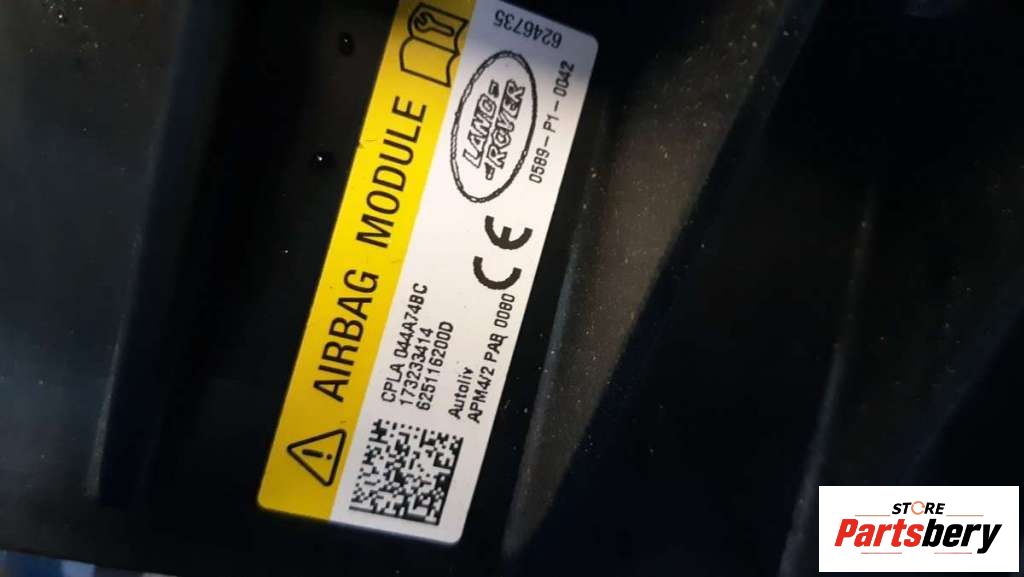 AIRBAG MODULE
CPLA 044A74BC
173233414
625116200D
Autoliv
APM4/2 PAB 0080
CE
LAND
ROVER
0589-P1-0042
6246735
STORE
Partsbery